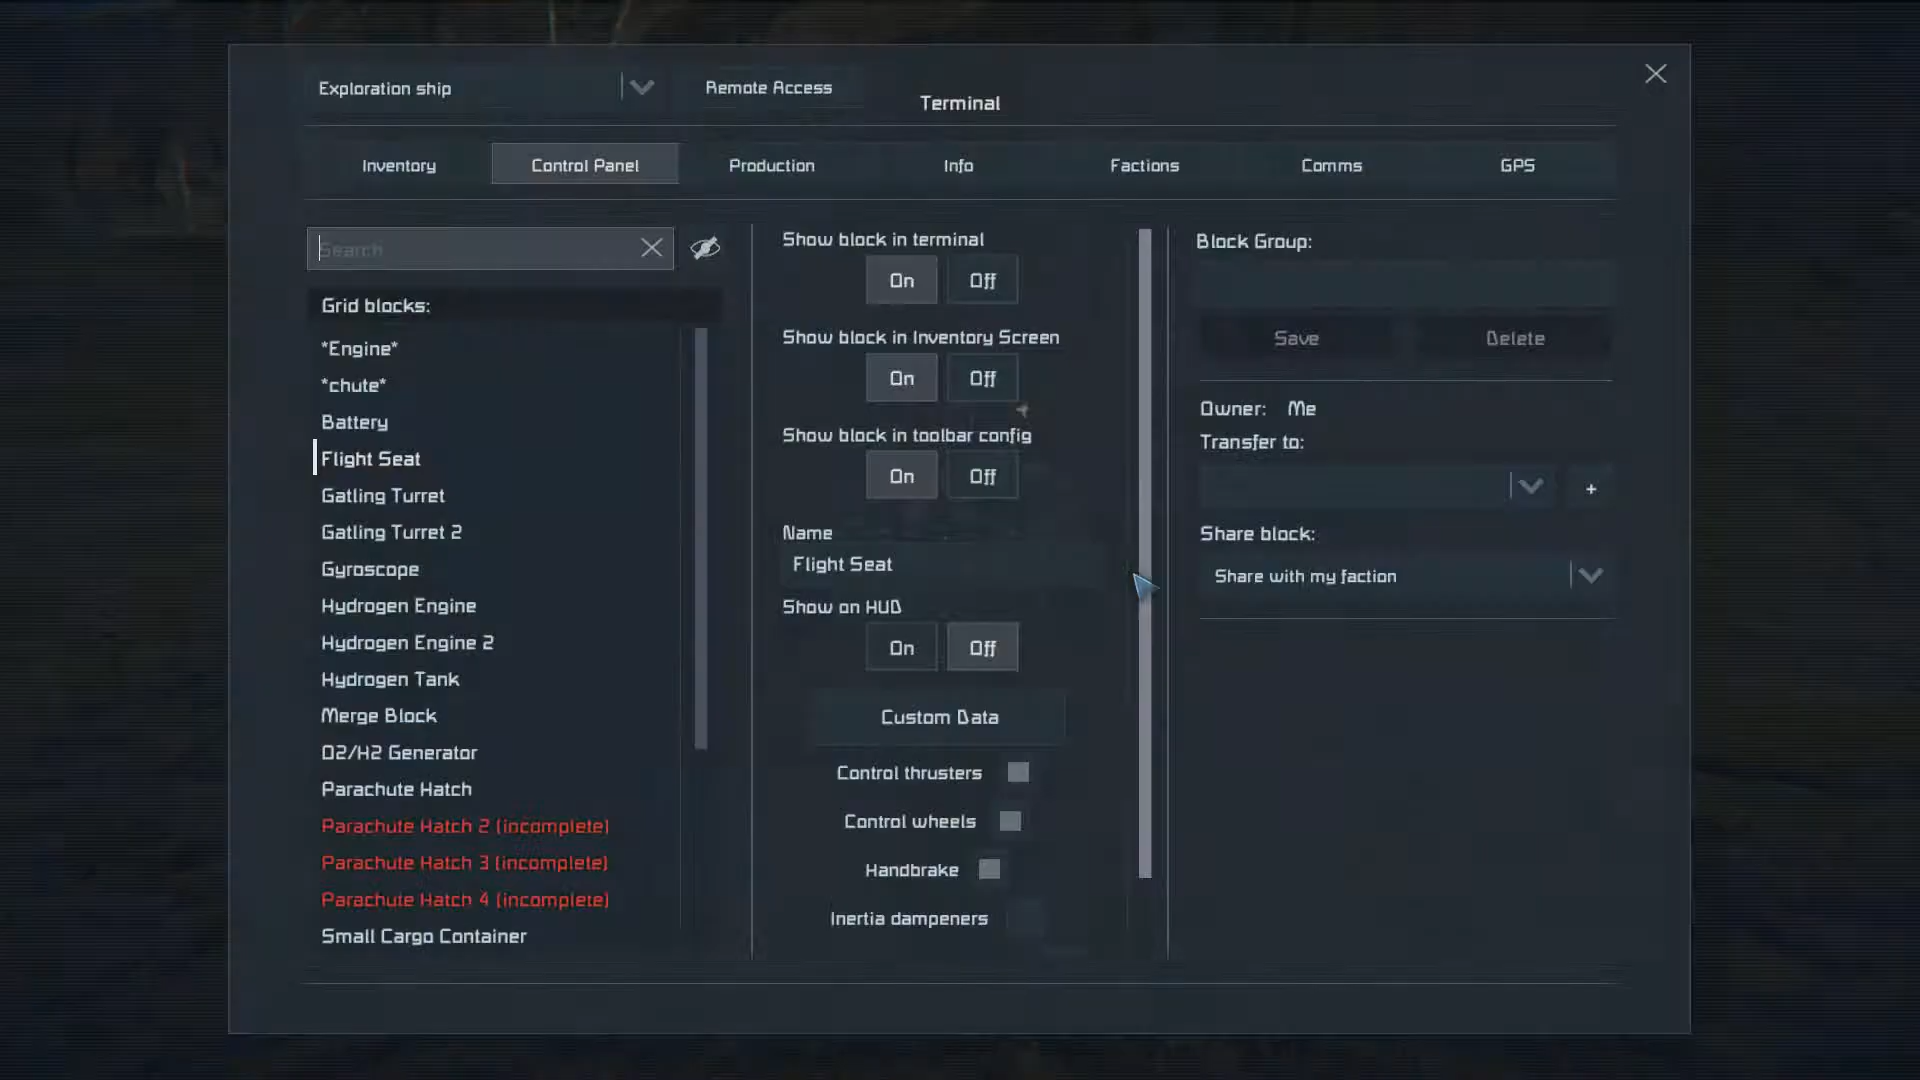 Exploration ship
Remote Access
Terminal
Inventory
Control Panel
Production
Info
Factions
Comms
GPS
Search
Grid blocks:
*Engine*
*chute*
Battery
Flight Seat
Gatling Turret
Gatling Turret 2
Gyroscope
Hydrogen Engine
Hydrogen Engine 2
Hydrogen Tank
Merge Block
O2/H2 Generator
Parachute Hatch
Parachute Hatch 2 (incomplete)
Parachute Hatch 3 (incomplete)
Parachute Hatch 4 (incomplete)
Small Cargo Container
Show block in terminal
On Off
Show block in Inventory Screen
On Off
Show block in toolbar config
On Off
Name
Flight Seat
Show on HUD
On Off
Custom Data
Control thrusters
Control wheels
Handbrake
Inertia dampeners
Block Group:
Save Delete
Owner: Me
Transfer to:
+
Share block:
Share with my faction